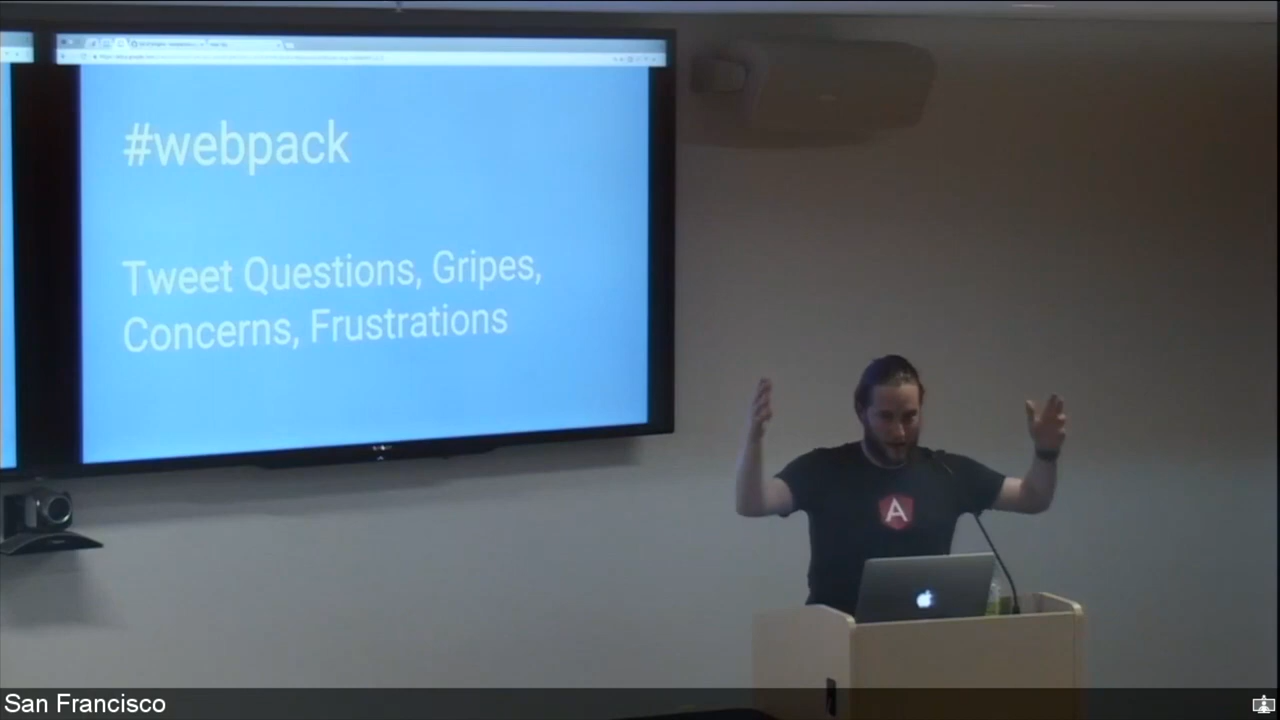 #webpack
Tweet Questions, Gripes,
Concerns, Frustrations
A
San Francisco